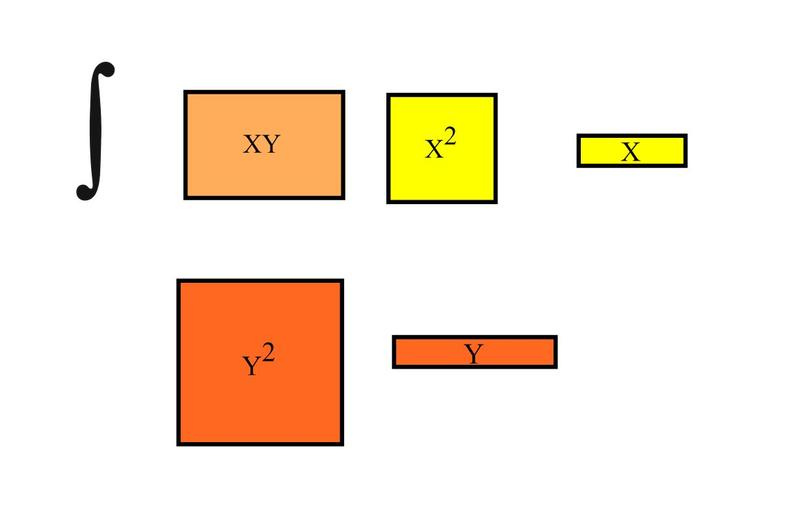 ∫ XY X² X
Y² Y